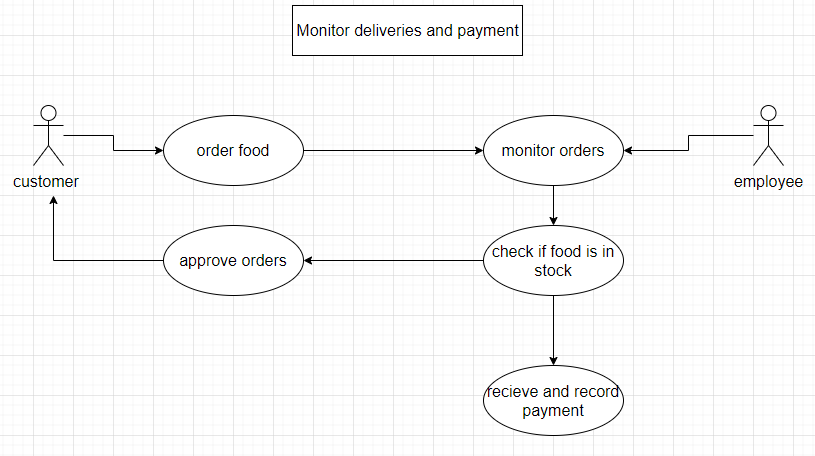 Monitor deliveries and payment
order food
monitor orders
customer
employee
approve orders
check if food is in
stock
recieve and record
payment